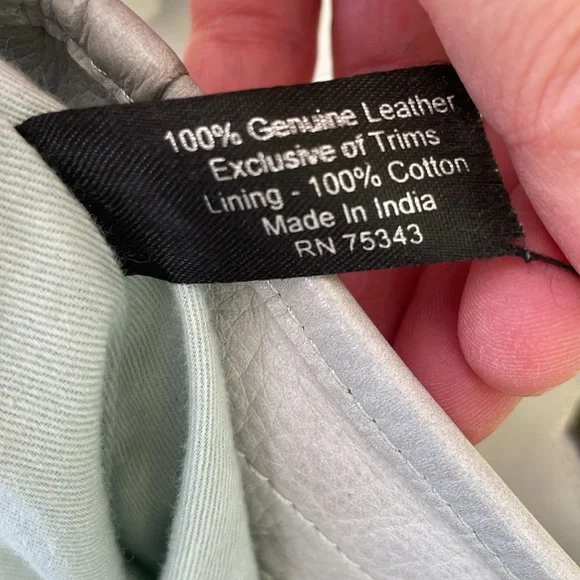 100% Genuine Leather
Exclusive of Trims
Lining - 100% Cotton
Made In India
RN 75343